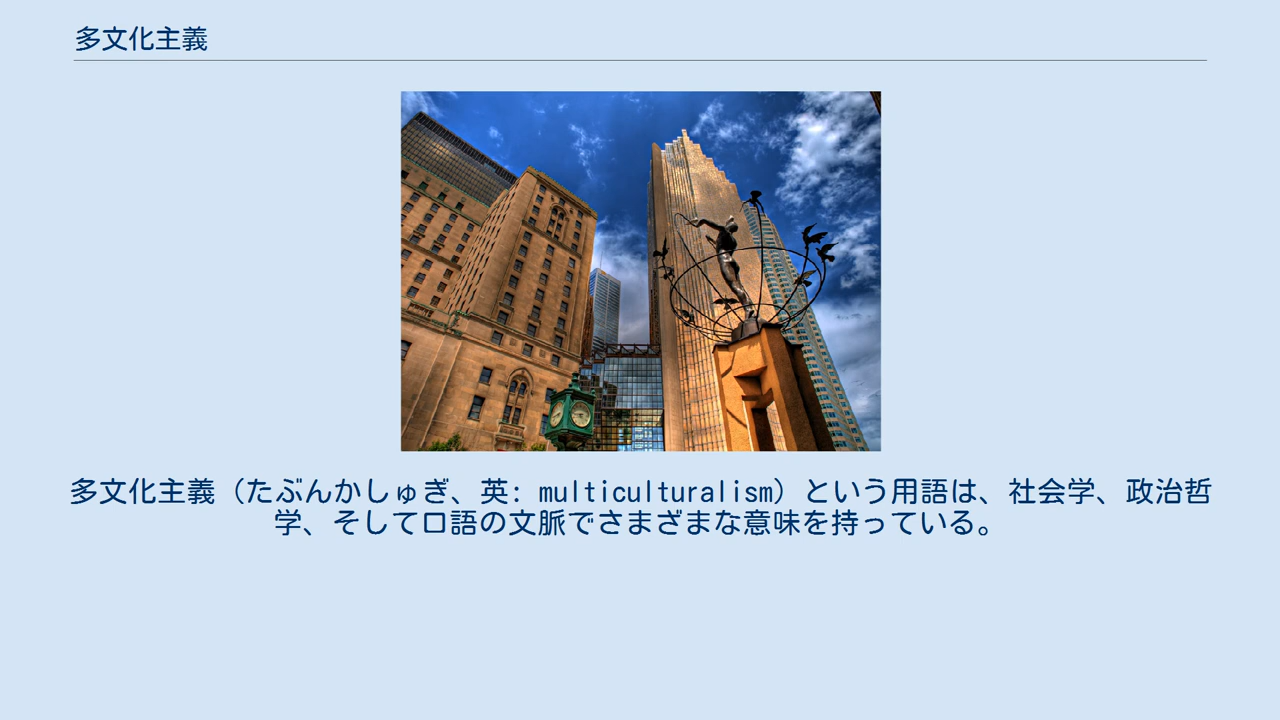 多文化主義
多文化主義（たぶんかしゅぎ、英: multiculturalism）という用語は、社会学、政治哲
学、そして口語の文脈でさまざまな意味を持っている。